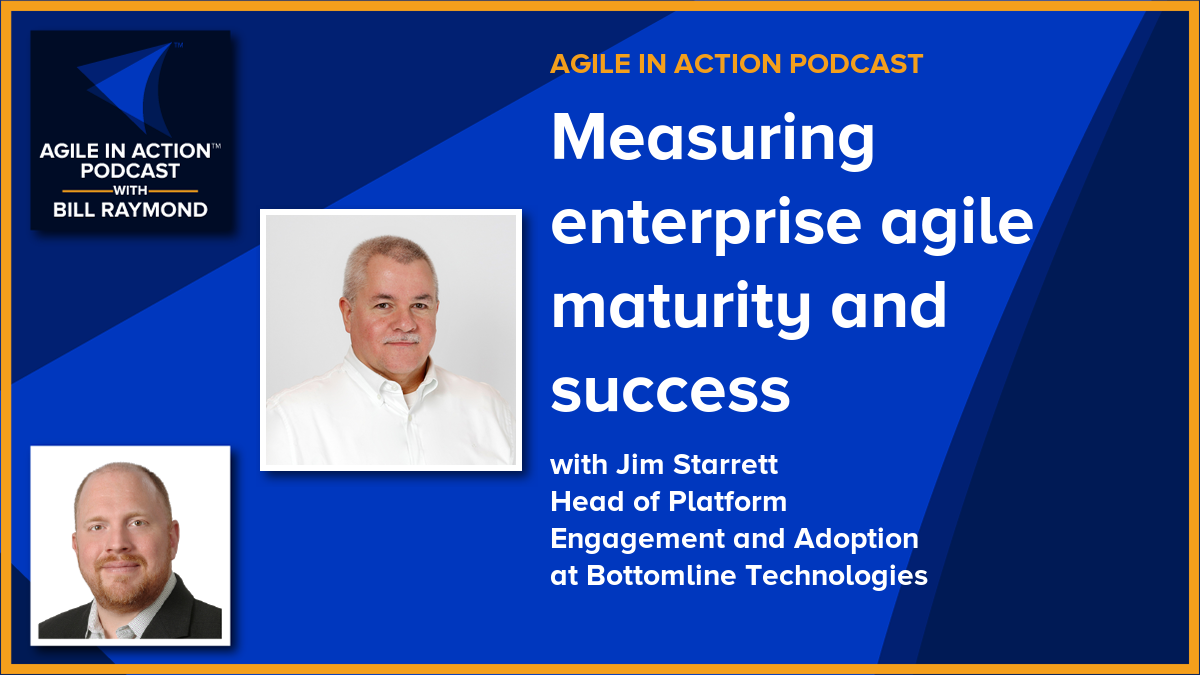 AGILE IN ACTION™
PODCAST
WITH
BILL RAYMOND
AGILE IN ACTION PODCAST
Measuring
enterprise agile
maturity and
success
with Jim Starrett
Head of Platform
Engagement and Adoption
at Bottomline Technologies
TM